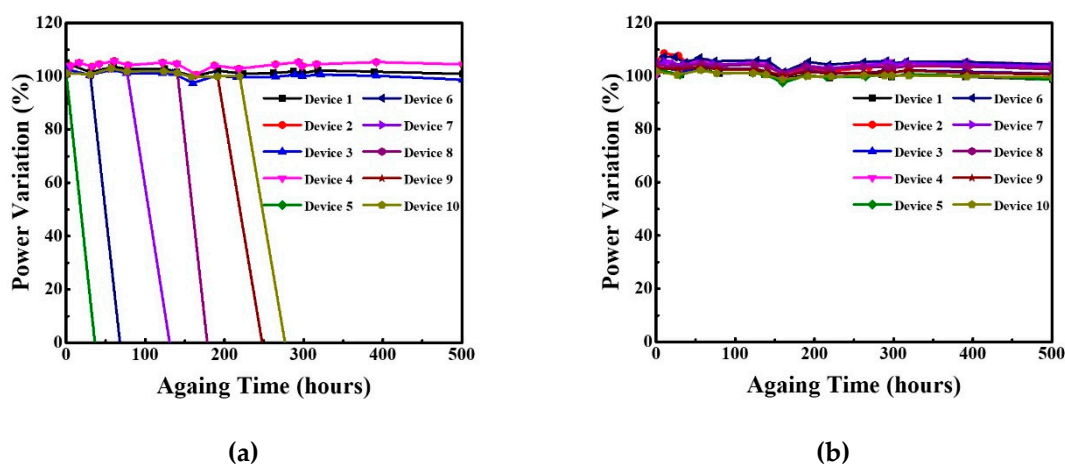 120
100
80
60
40
20
0
Power Variation (%)
Device 1 Device 6
Device 2 Device 7
Device 3 Device 8
Device 4 Device 9
Device 5 Device 10
0 100 200 300 400 500
Againg Time (hours)
(a)
120
100
80
60
40
20
0
Power Variation (%)
Device 1 Device 6
Device 2 Device 7
Device 3 Device 8
Device 4 Device 9
Device 5 Device 10
0 100 200 300 400 500
Againg Time (hours)
(b)